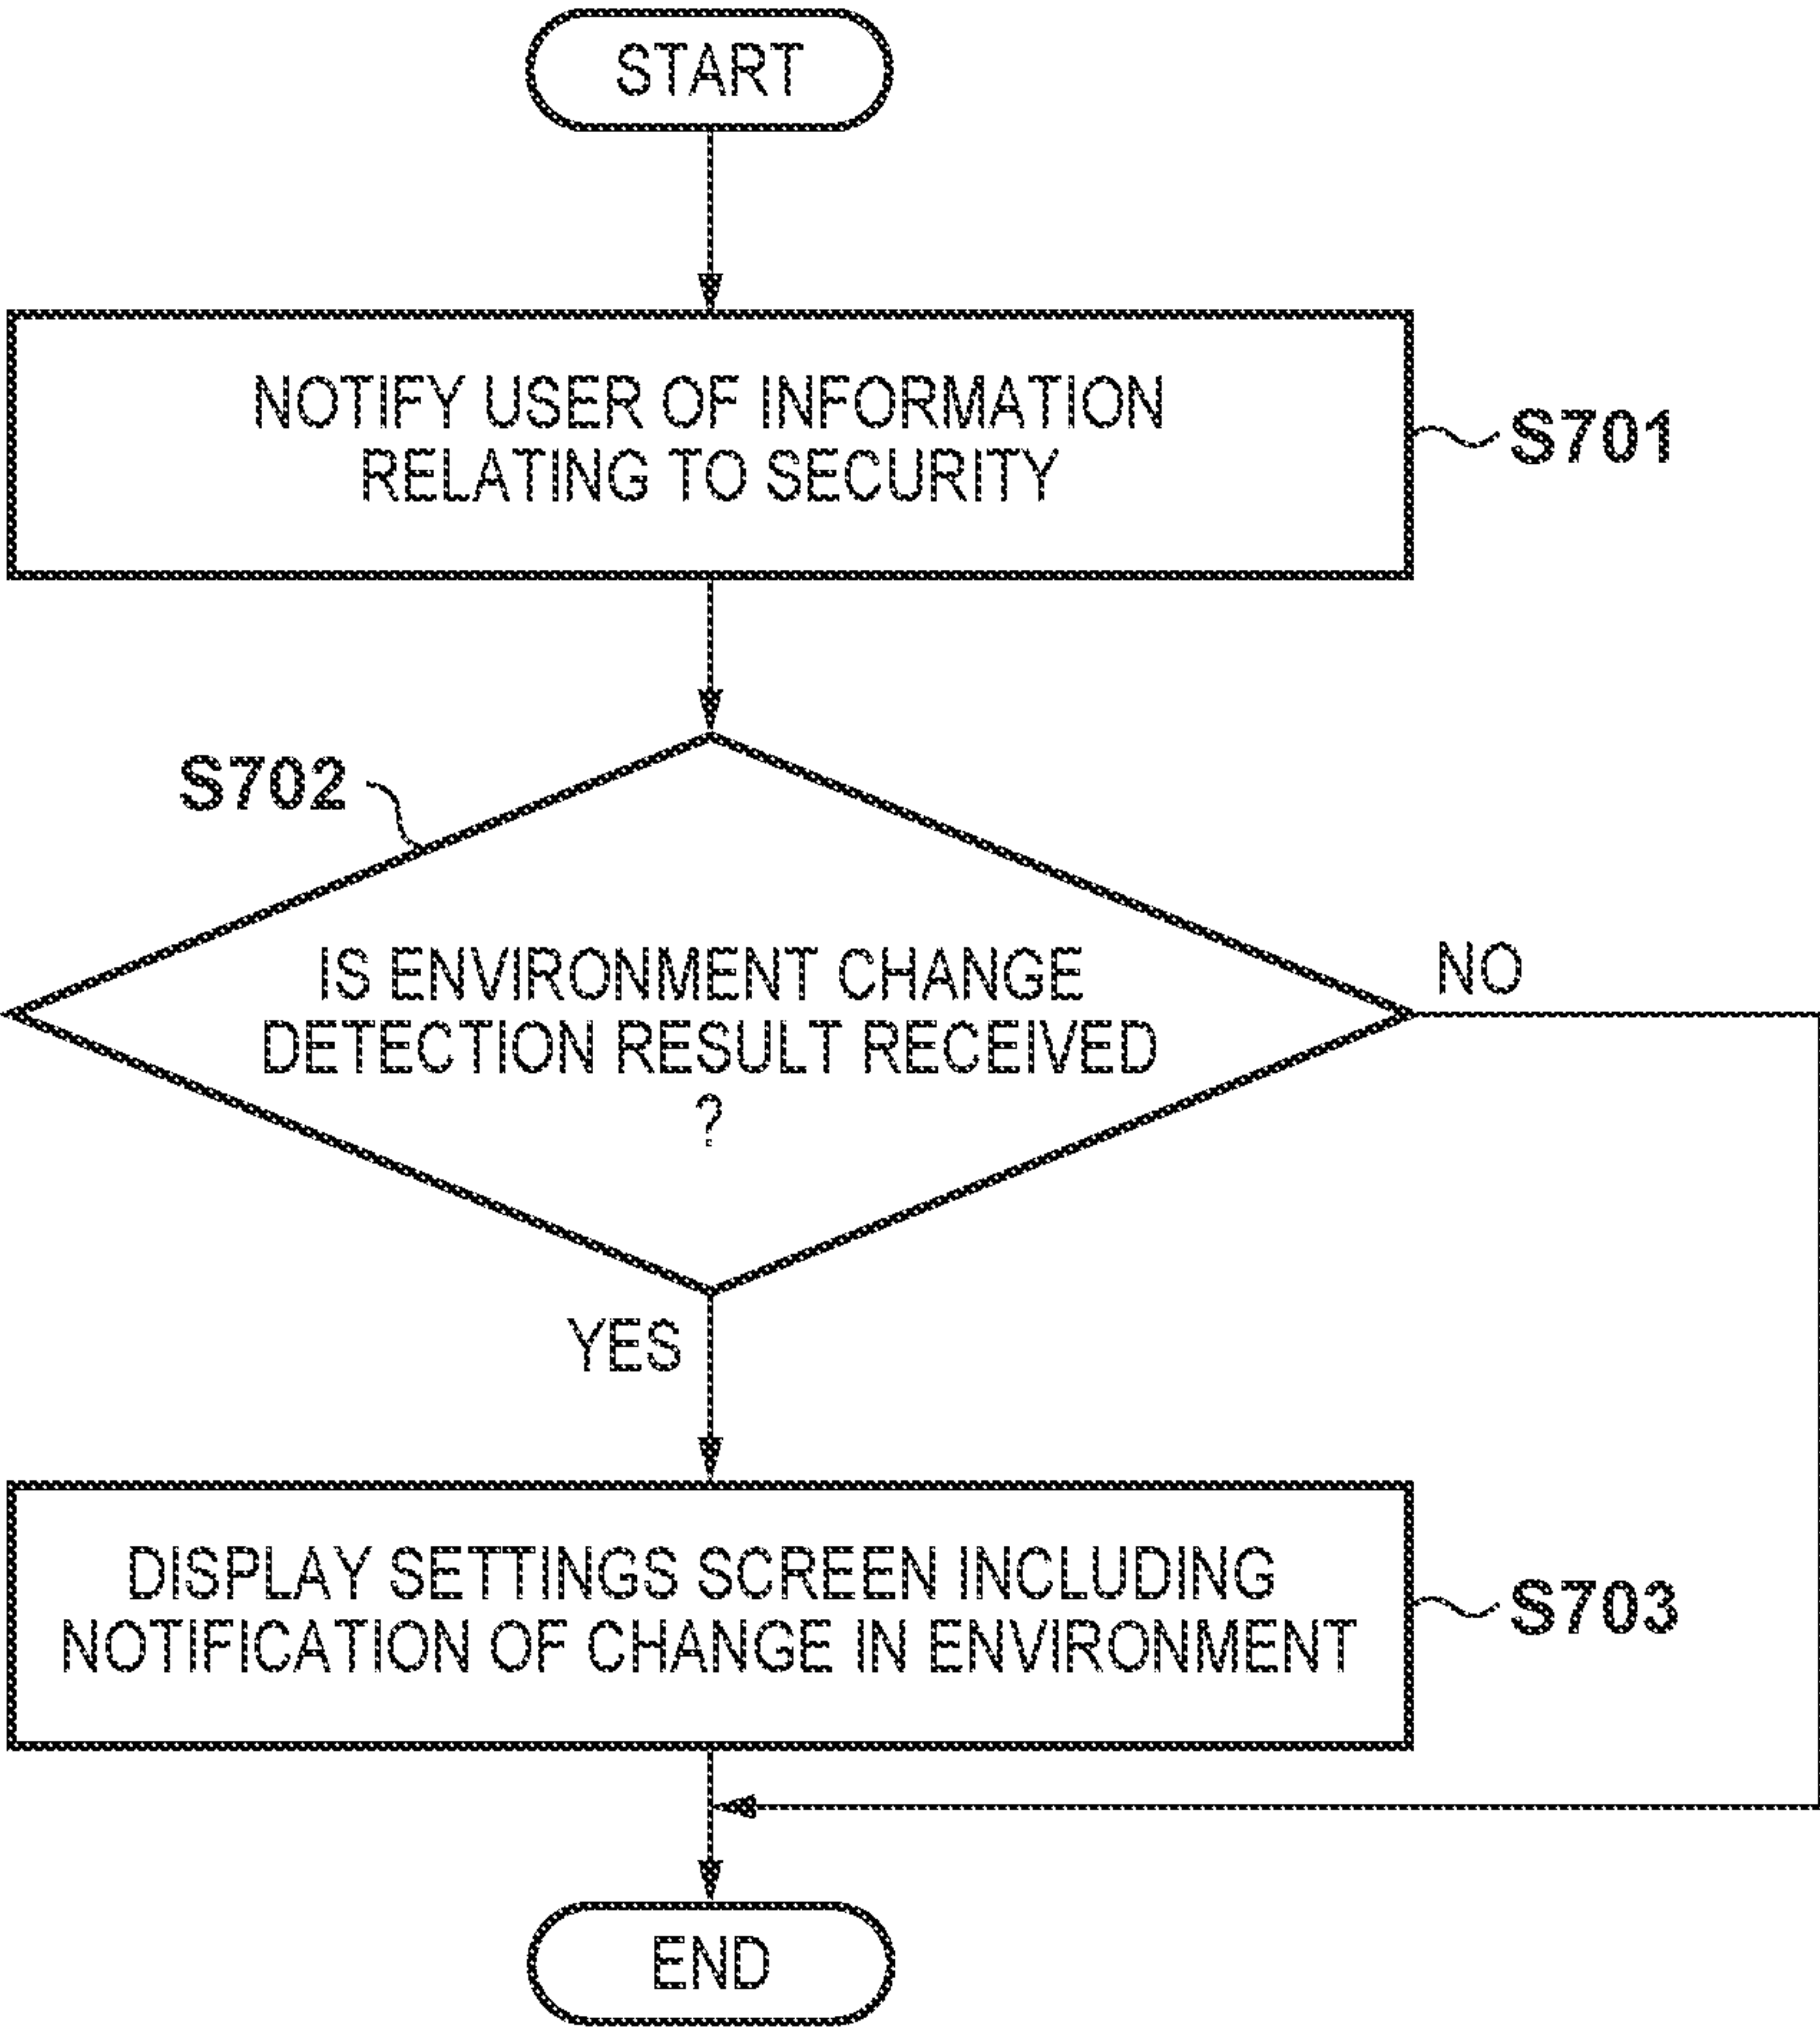 START
NOTIFY USER OF INFORMATION
RELATING TO SECURITY
S701
S702
IS ENVIRONMENT CHANGE
DETECTION RESULT RECEIVED
?
NO
YES
DISPLAY SETTINGS SCREEN INCLUDING
NOTIFICATION OF CHANGE IN ENVIRONMENT
S703
END